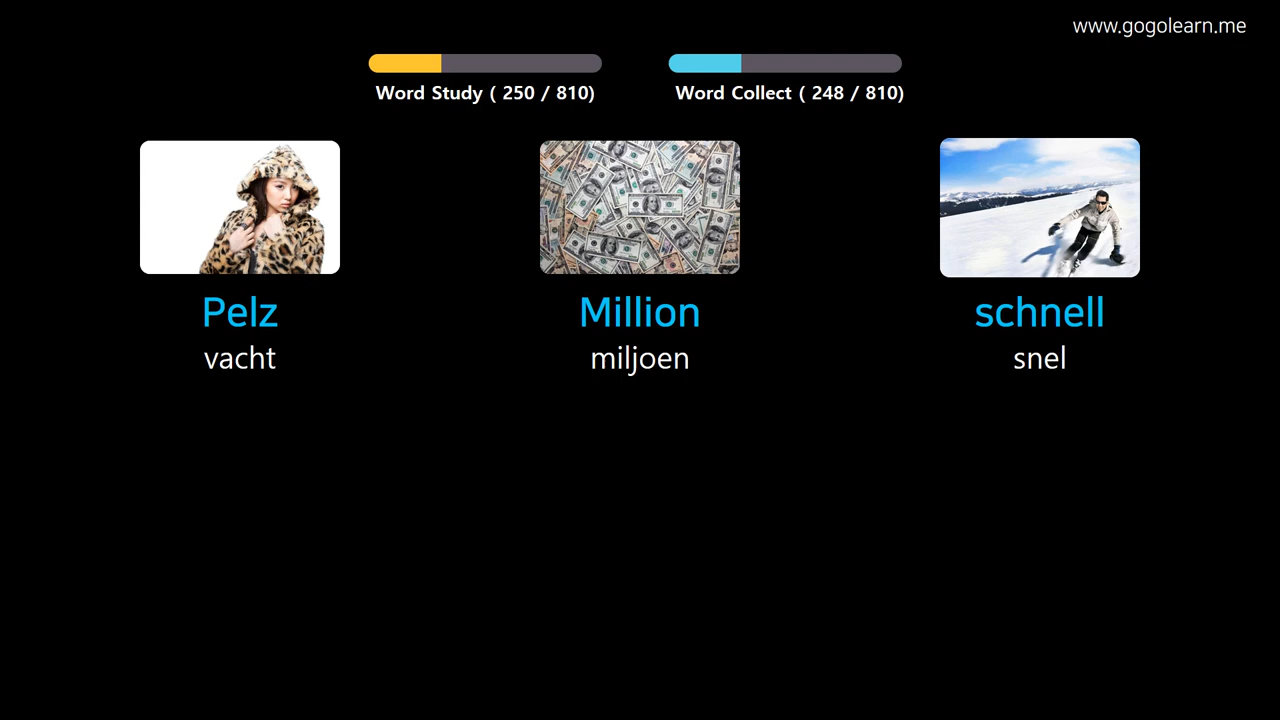 www.gogolearn.me
Word Study ( 250 / 810)
Word Collect ( 248 / 810)
Pelz
vacht
Million
miljoen
schnell
snel